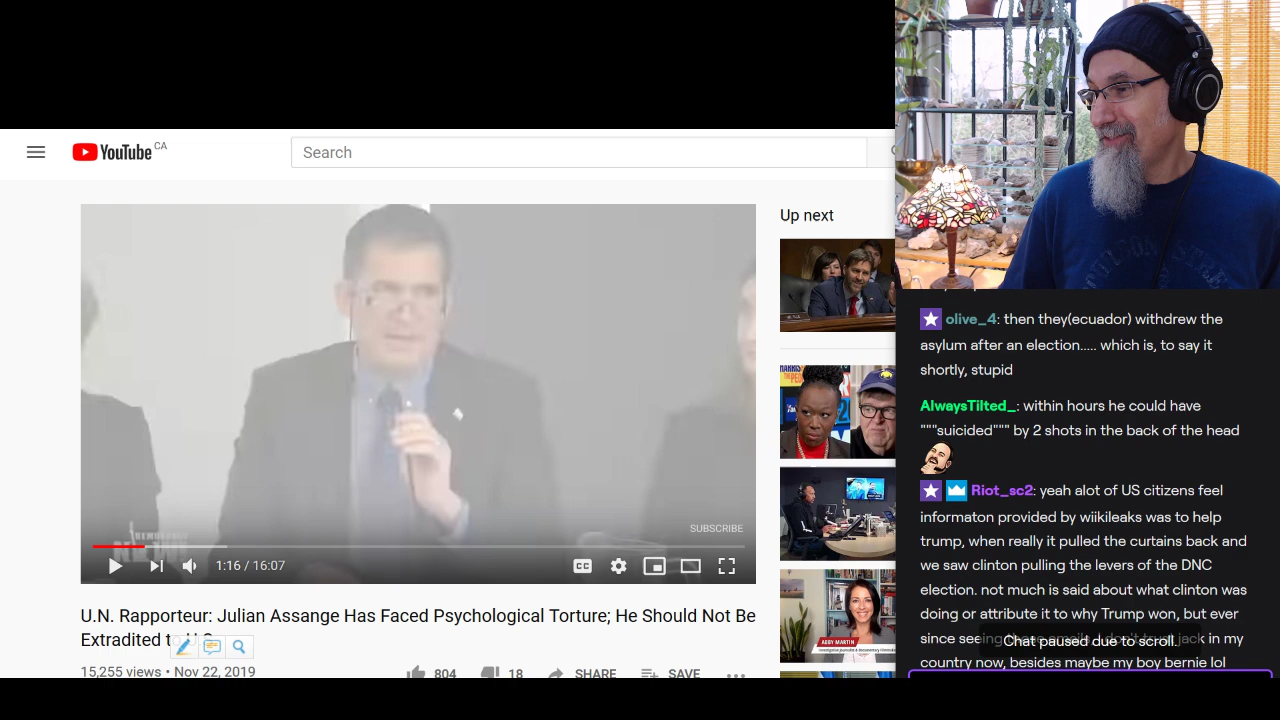 YouTube CA
Search
Up next
SUBSCRIBE
1:16 / 16:07
CC
U.N. Rapporteur: Julian Assange Has Faced Psychological Torture; He Should Not Be
Extradited
15,255 views • Nov 22, 2019
804
18
SHARE
SAVE
ABBY MARTIN
olive_4: then they(ecuador) withdrew the
asylum after an election..... which is, to say it
shortly, stupid
AlwaysTilted_: within hours he could have
"""suicided""" by 2 shots in the back of the head
Riot_sc2: yeah alot of US citizens feel
informaton provided by wiikileaks was to help
trump, when really it pulled the curtains back and
we saw clinton pulling the levers of the DNC
election. not much is said about what clinton was
doing or attribute it to why Trump won, but ever
since seeing these emails, I don't trust jack in my
Chat paused due to scroll.
country now, besides maybe my boy bernie lol